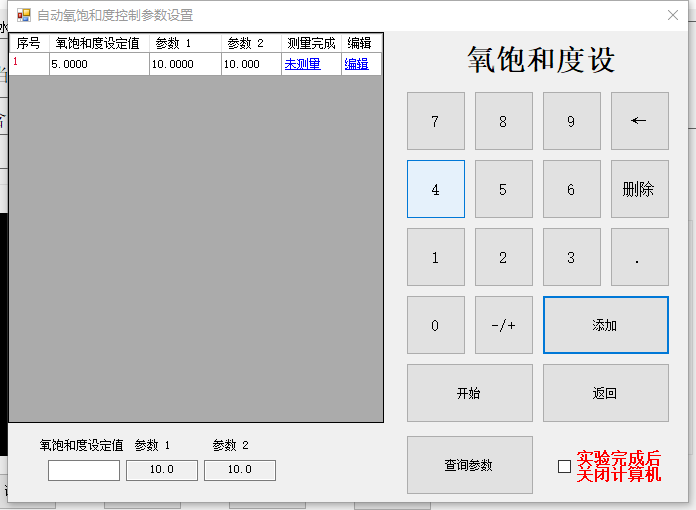 自动氧饱和度控制参数设置
序号 氧饱和度设定值 参数 1 参数 2 测量完成 编辑
1 5.0000 10.0000 10.000 未测量 编辑
氧饱和度设
7 8 9 ←
4 5 6 删除
1 2 3 .
0 -/+ 添加
开始 返回
氧饱和度设定值 参数 1 参数 2
10.0 10.0
查询参数
实验完成后
关闭计算机